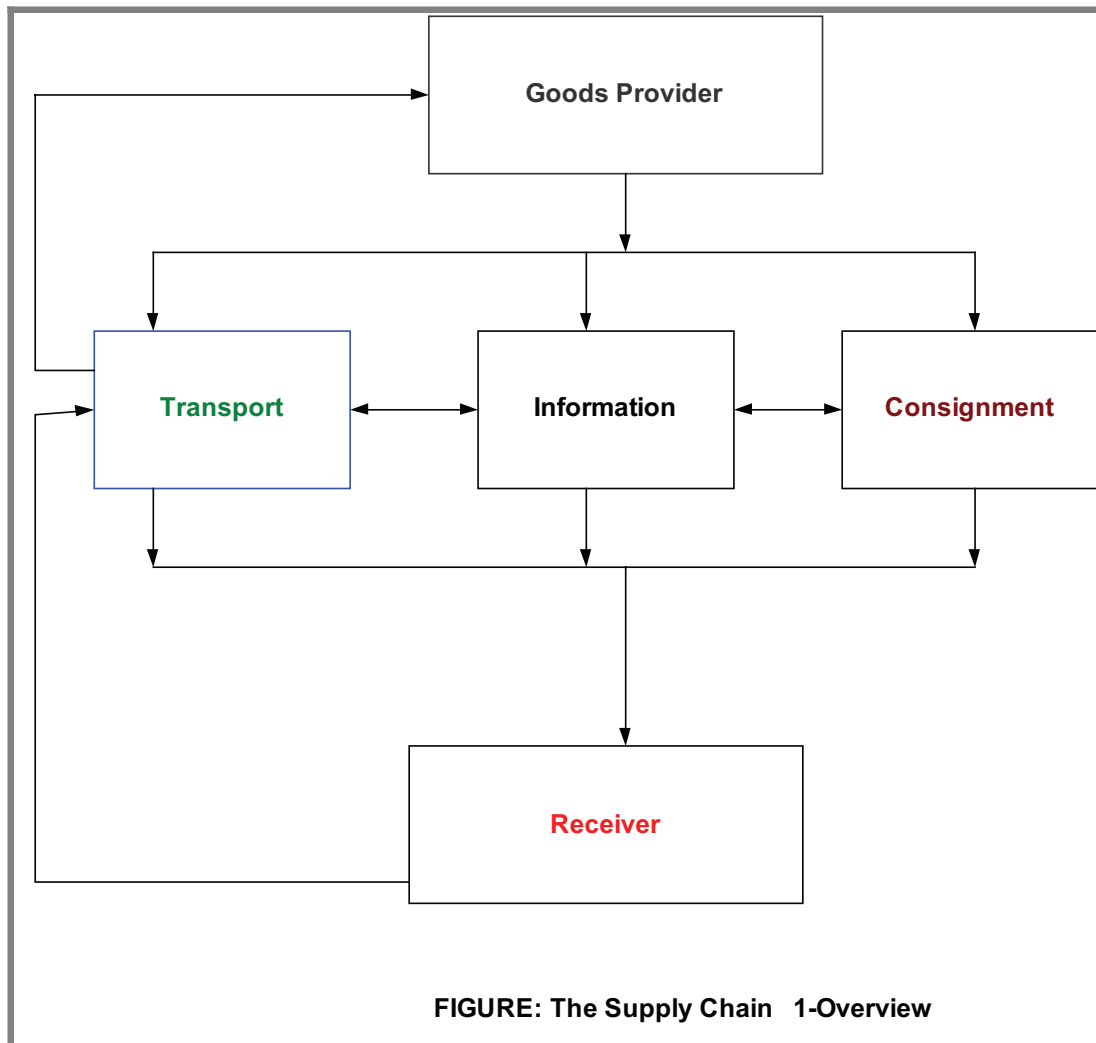 Goods Provider
Transport
Information
Consignment
Receiver
FIGURE: The Supply Chain 1-Overview